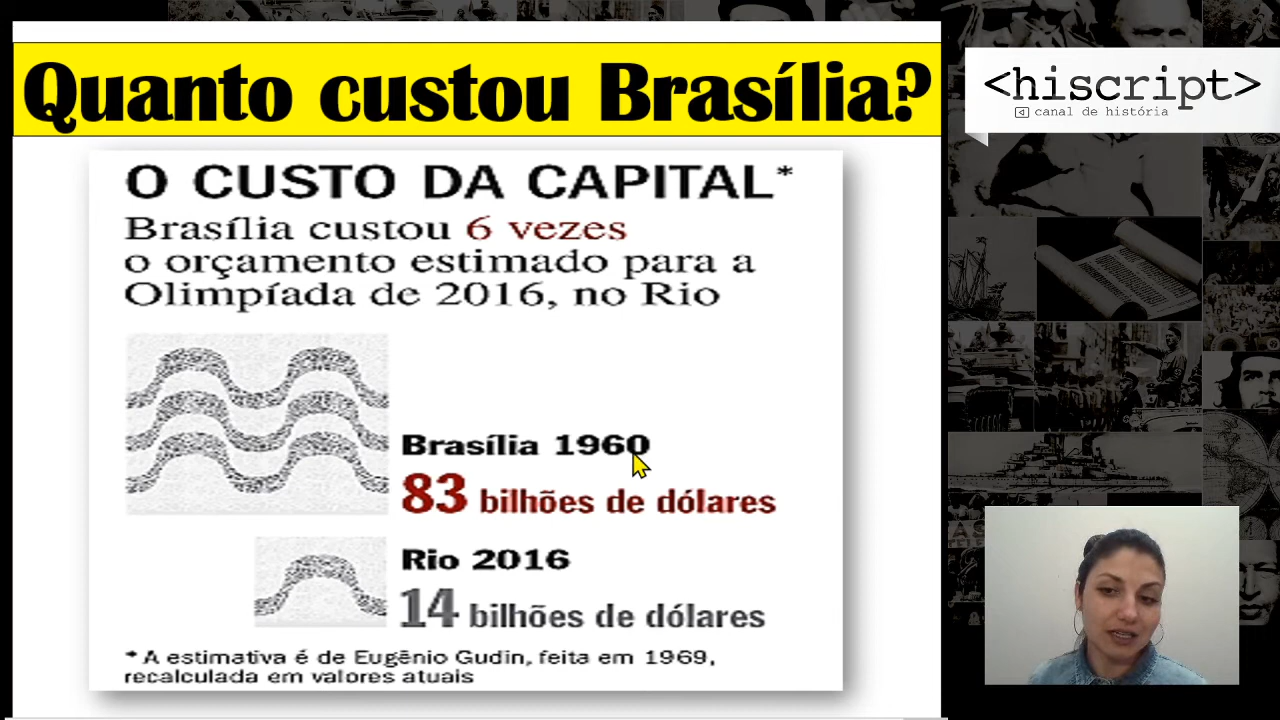 Quanto custou Brasília?
<hiscript>
canal de história
O CUSTO DA CAPITAL*
Brasília custou 6 vezes
o orçamento estimado para a
Olimpíada de 2016, no Rio
Brasília 1960
83 bilhões de dólares
Rio 2016
14 bilhões de dólares
* A estimativa é de Eugênio Gudin, feita em 1969,
recalculada em valores atuais